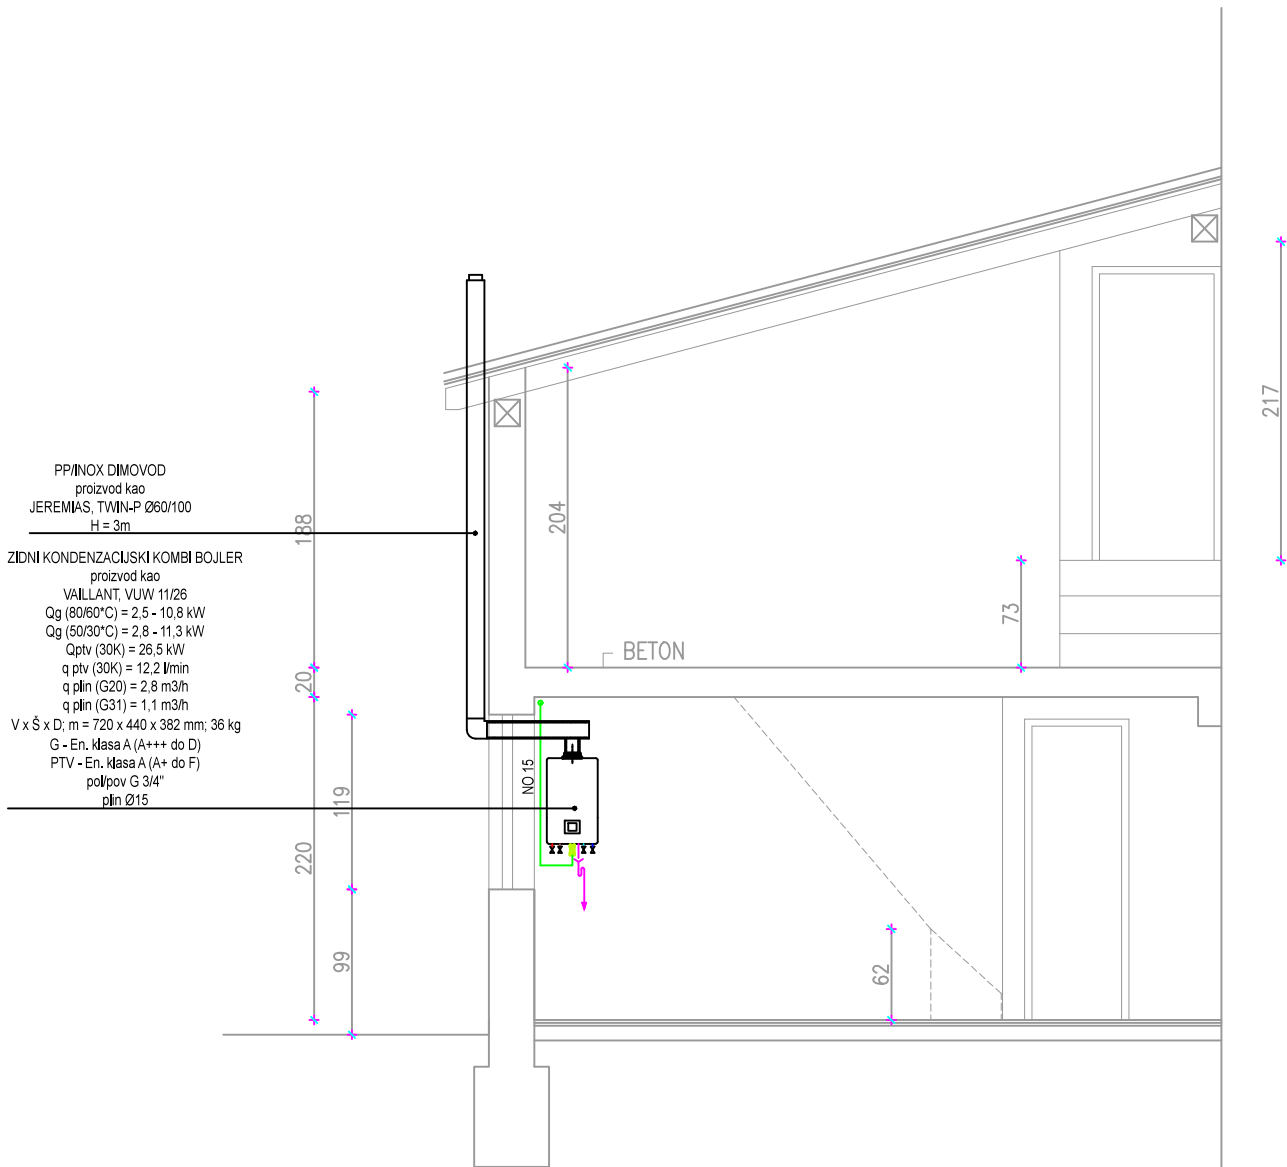 PP/INOX DIMOVOD
proizvod kao
JEREMIAS, TWIN-P Ø60/100
H = 3m
ZIDNI KONDENZACIJSKI KOMBI BOJLER
proizvod kao
VAILLANT, VUW 11/26
Qg (80/60*C) = 2,5 - 10,8 kW
Qg (50/30*C) = 2,8 - 11,3 kW
Qptv (30K) = 26,5 kW
q ptv (30K) = 12,2 l/min
q plin (G20) = 2,8 m3/h
q plin (G31) = 1,1 m3/h
V x Š x D; m = 720 x 440 x 382 mm; 36 kg
G - En. klasa A (A+++ do D)
PTV - En. klasa A (A+ do F)
pol/pov G 3/4"
plin Ø15
188
20
220
119
99
NO 15
204
BETON
73
217
62